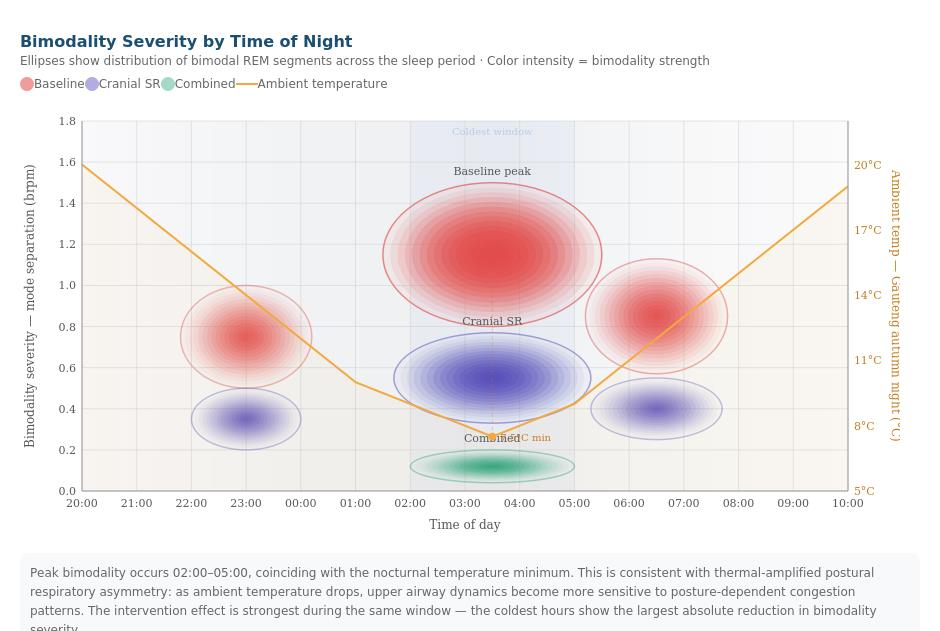 Bimodality Severity by Time of Night
Ellipses show distribution of bimodal REM segments across the sleep period · Color intensity = bimodality strength
Baseline Cranial SR Combined Ambient temperature
Coldest window
Baseline peak
Cranial SR
Combined
°C min
1.8
1.6
1.4
1.2
1.0
0.8
0.6
0.4
0.2
0.0
Bimodality severity — mode separation (brpm)
20°C
17°C
14°C
11°C
8°C
5°C
Ambient temp — Gauteng autumn night (°C)
20:00 21:00 22:00 23:00 00:00 01:00 02:00 03:00 04:00 05:00 06:00 07:00 08:00 09:00 10:00
Time of day
Peak bimodality occurs 02:00–05:00, coinciding with the nocturnal temperature minimum. This is consistent with thermal-amplified postural
respiratory asymmetry: as ambient temperature drops, upper airway dynamics become more sensitive to posture-dependent congestion
patterns. The intervention effect is strongest during the same window — the coldest hours show the largest absolute reduction in bimodality
severity.